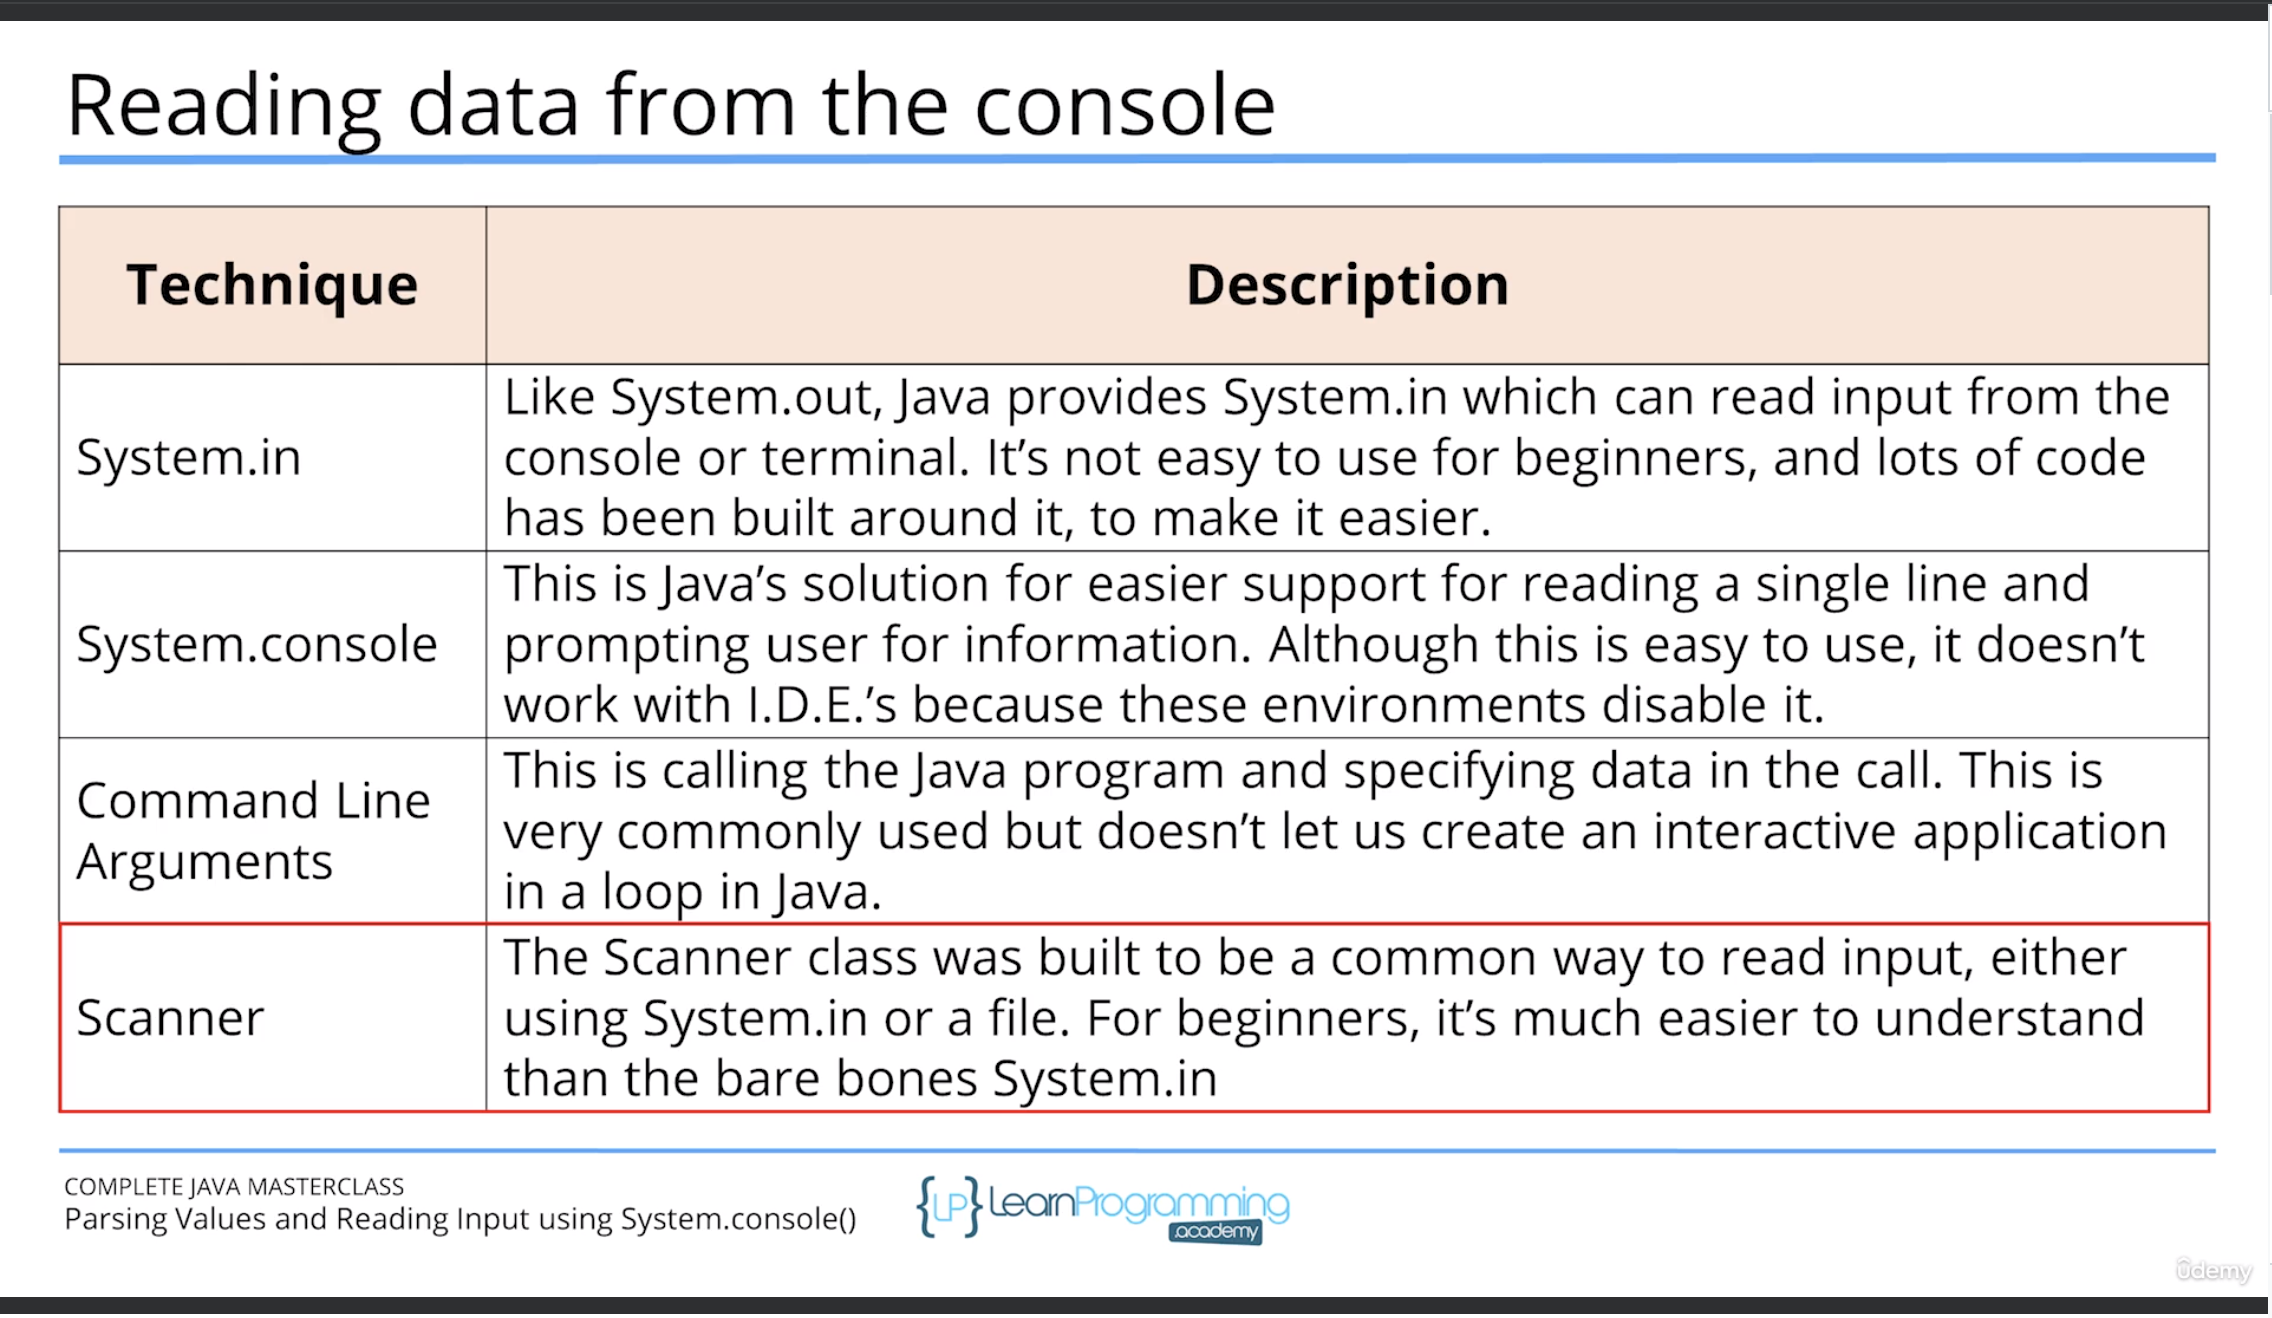 Reading data from the console
Technique
Description
System.in
Like System.out, Java provides System.in which can read input from the
console or terminal. It’s not easy to use for beginners, and lots of code
has been built around it, to make it easier.
System.console
This is Java’s solution for easier support for reading a single line and
prompting user for information. Although this is easy to use, it doesn’t
work with I.D.E.’s because these environments disable it.
Command Line
Arguments
This is calling the Java program and specifying data in the call. This is
very commonly used but doesn’t let us create an interactive application
in a loop in Java.
Scanner
The Scanner class was built to be a common way to read input, either
using System.in or a file. For beginners, it’s much easier to understand
than the bare bones System.in
COMPLETE JAVA MASTERCLASS
Parsing Values and Reading Input using System.console()
{LP} LearnProgramming
.academy
ûdemy